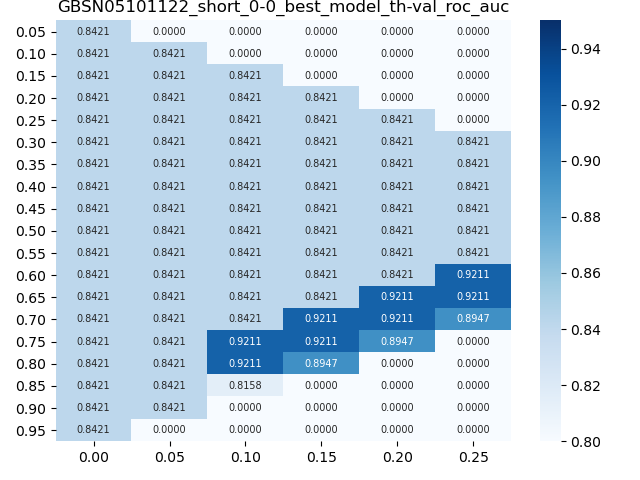 GBSN05101122_short_0-0_best_model_th-val_roc_auc
0.05 0.8421 0.0000 0.0000 0.0000 0.0000 0.0000
0.10 0.8421 0.8421 0.0000 0.0000 0.0000 0.0000
0.15 0.8421 0.8421 0.8421 0.0000 0.0000 0.0000
0.20 0.8421 0.8421 0.8421 0.8421 0.0000 0.0000
0.25 0.8421 0.8421 0.8421 0.8421 0.8421 0.0000
0.30 0.8421 0.8421 0.8421 0.8421 0.8421 0.8421
0.35 0.8421 0.8421 0.8421 0.8421 0.8421 0.8421
0.40 0.8421 0.8421 0.8421 0.8421 0.8421 0.8421
0.45 0.8421 0.8421 0.8421 0.8421 0.8421 0.8421
0.50 0.8421 0.8421 0.8421 0.8421 0.8421 0.8421
0.55 0.8421 0.8421 0.8421 0.8421 0.8421 0.8421
0.60 0.8421 0.8421 0.8421 0.8421 0.8421 0.9211
0.65 0.8421 0.8421 0.8421 0.8421 0.9211 0.9211
0.70 0.8421 0.8421 0.8421 0.9211 0.9211 0.8947
0.75 0.8421 0.8421 0.9211 0.9211 0.8947 0.0000
0.80 0.8421 0.8421 0.9211 0.8947 0.0000 0.0000
0.85 0.8421 0.8421 0.8158 0.0000 0.0000 0.0000
0.90 0.8421 0.8421 0.0000 0.0000 0.0000 0.0000
0.95 0.8421 0.0000 0.0000 0.0000 0.0000 0.0000
0.00 0.05 0.10 0.15 0.20 0.25
0.94
0.92
0.90
0.88
0.86
0.84
0.82
0.80